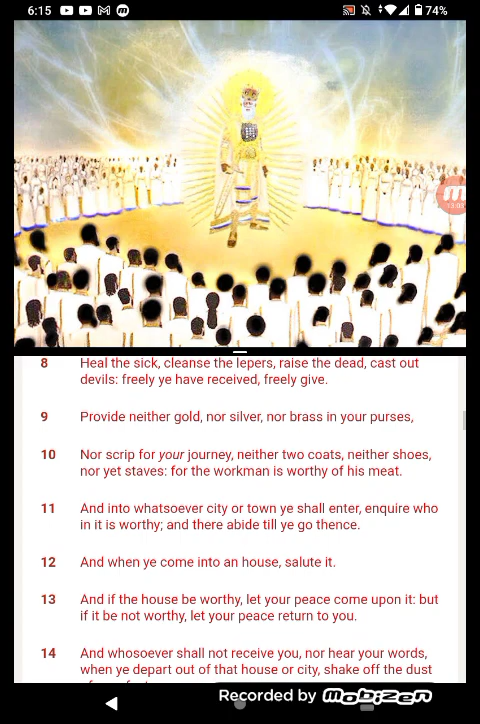 6:15
74%
13:00
8 Heal the sick, cleanse the lepers, raise the dead, cast out
devils: freely ye have received, freely give.
9 Provide neither gold, nor silver, nor brass in your purses,
10 Nor scrip for your journey, neither two coats, neither shoes,
nor yet staves: for the workman is worthy of his meat.
11 And into whatsoever city or town ye shall enter, enquire who
in it is worthy; and there abide till ye go thence.
12 And when ye come into an house, salute it.
13 And if the house be worthy, let your peace come upon it: but
if it be not worthy, let your peace return to you.
14 And whosoever shall not receive you, nor hear your words,
when ye depart out of that house or city, shake off the dust
Recorded by Mobizen